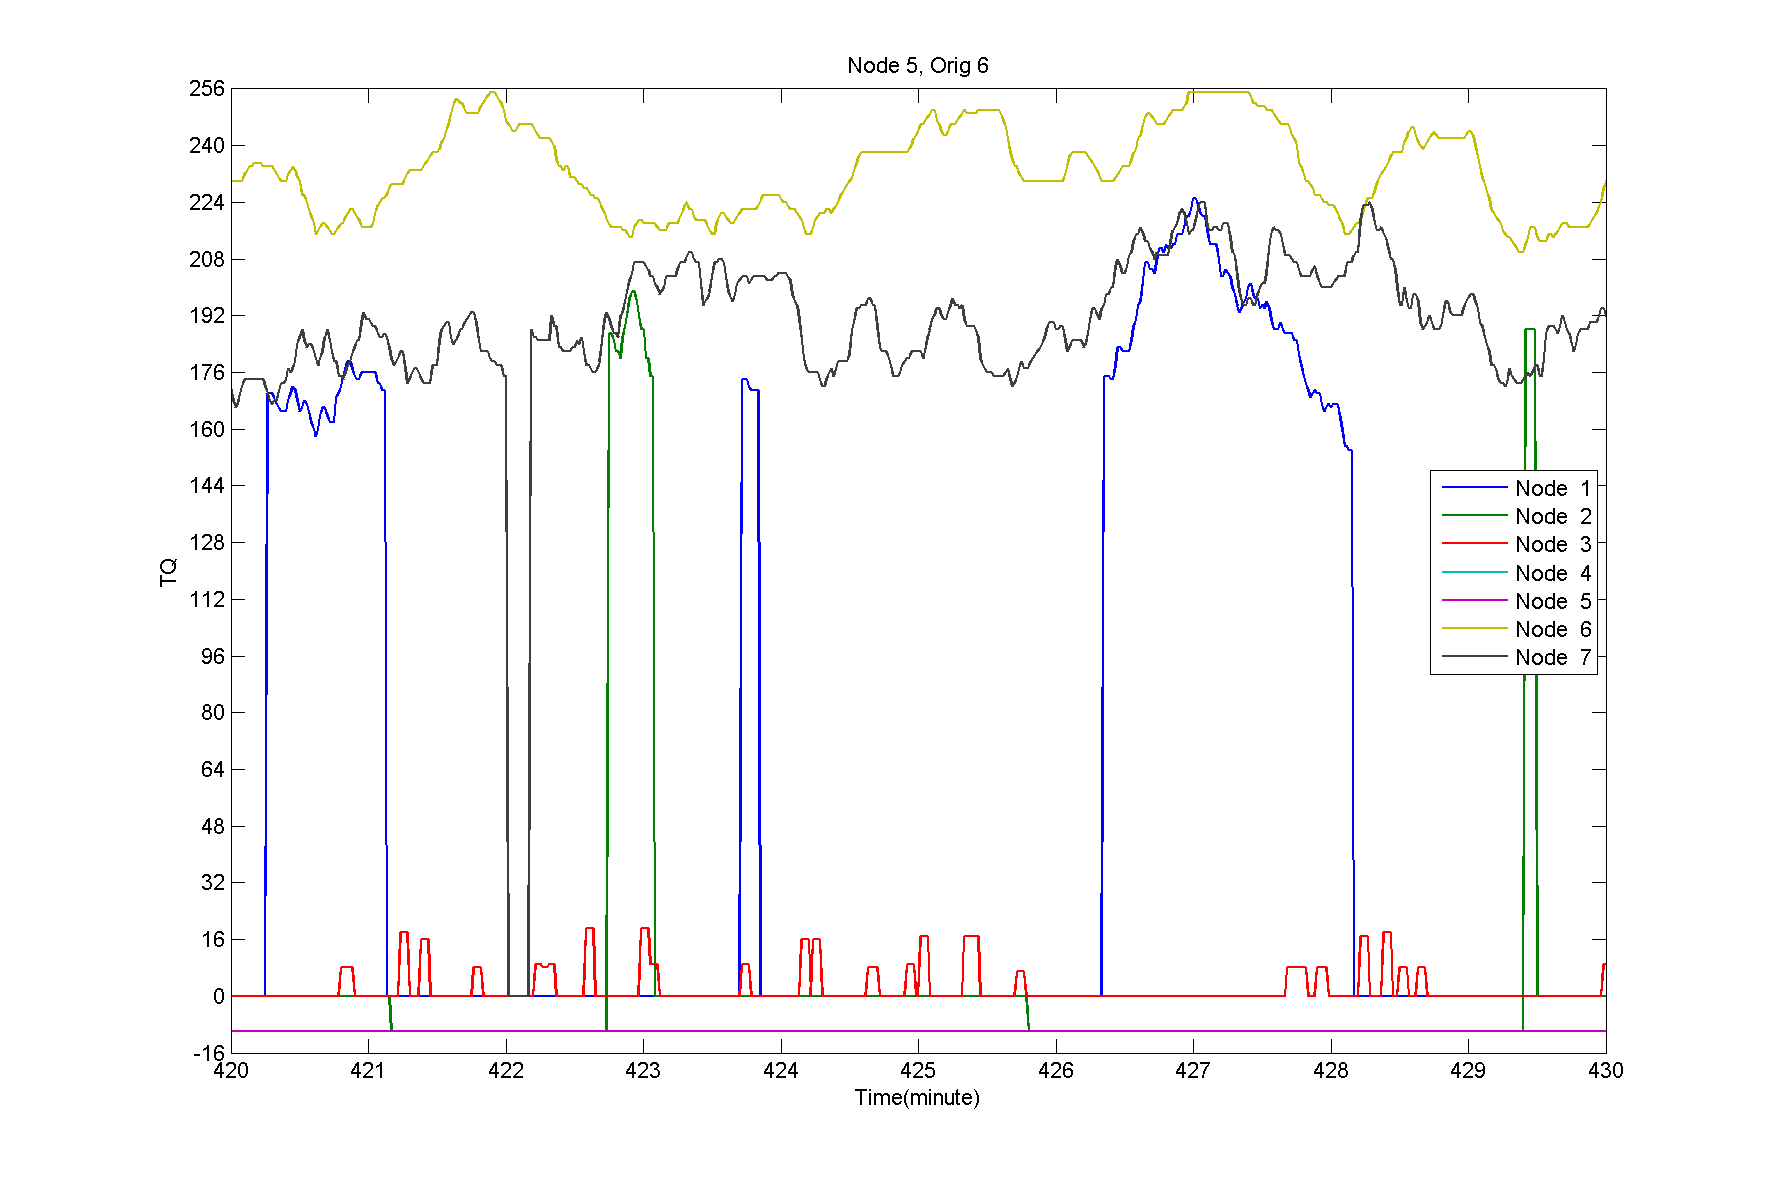 Node 5, Orig 6
256
240
224
208
192
176
160
144
128
112
96
80
64
48
32
16
0
-16
TQ
Node 1
Node 2
Node 3
Node 4
Node 5
Node 6
Node 7
420 421 422 423 424 425 426 427 428 429 430
Time(minute)